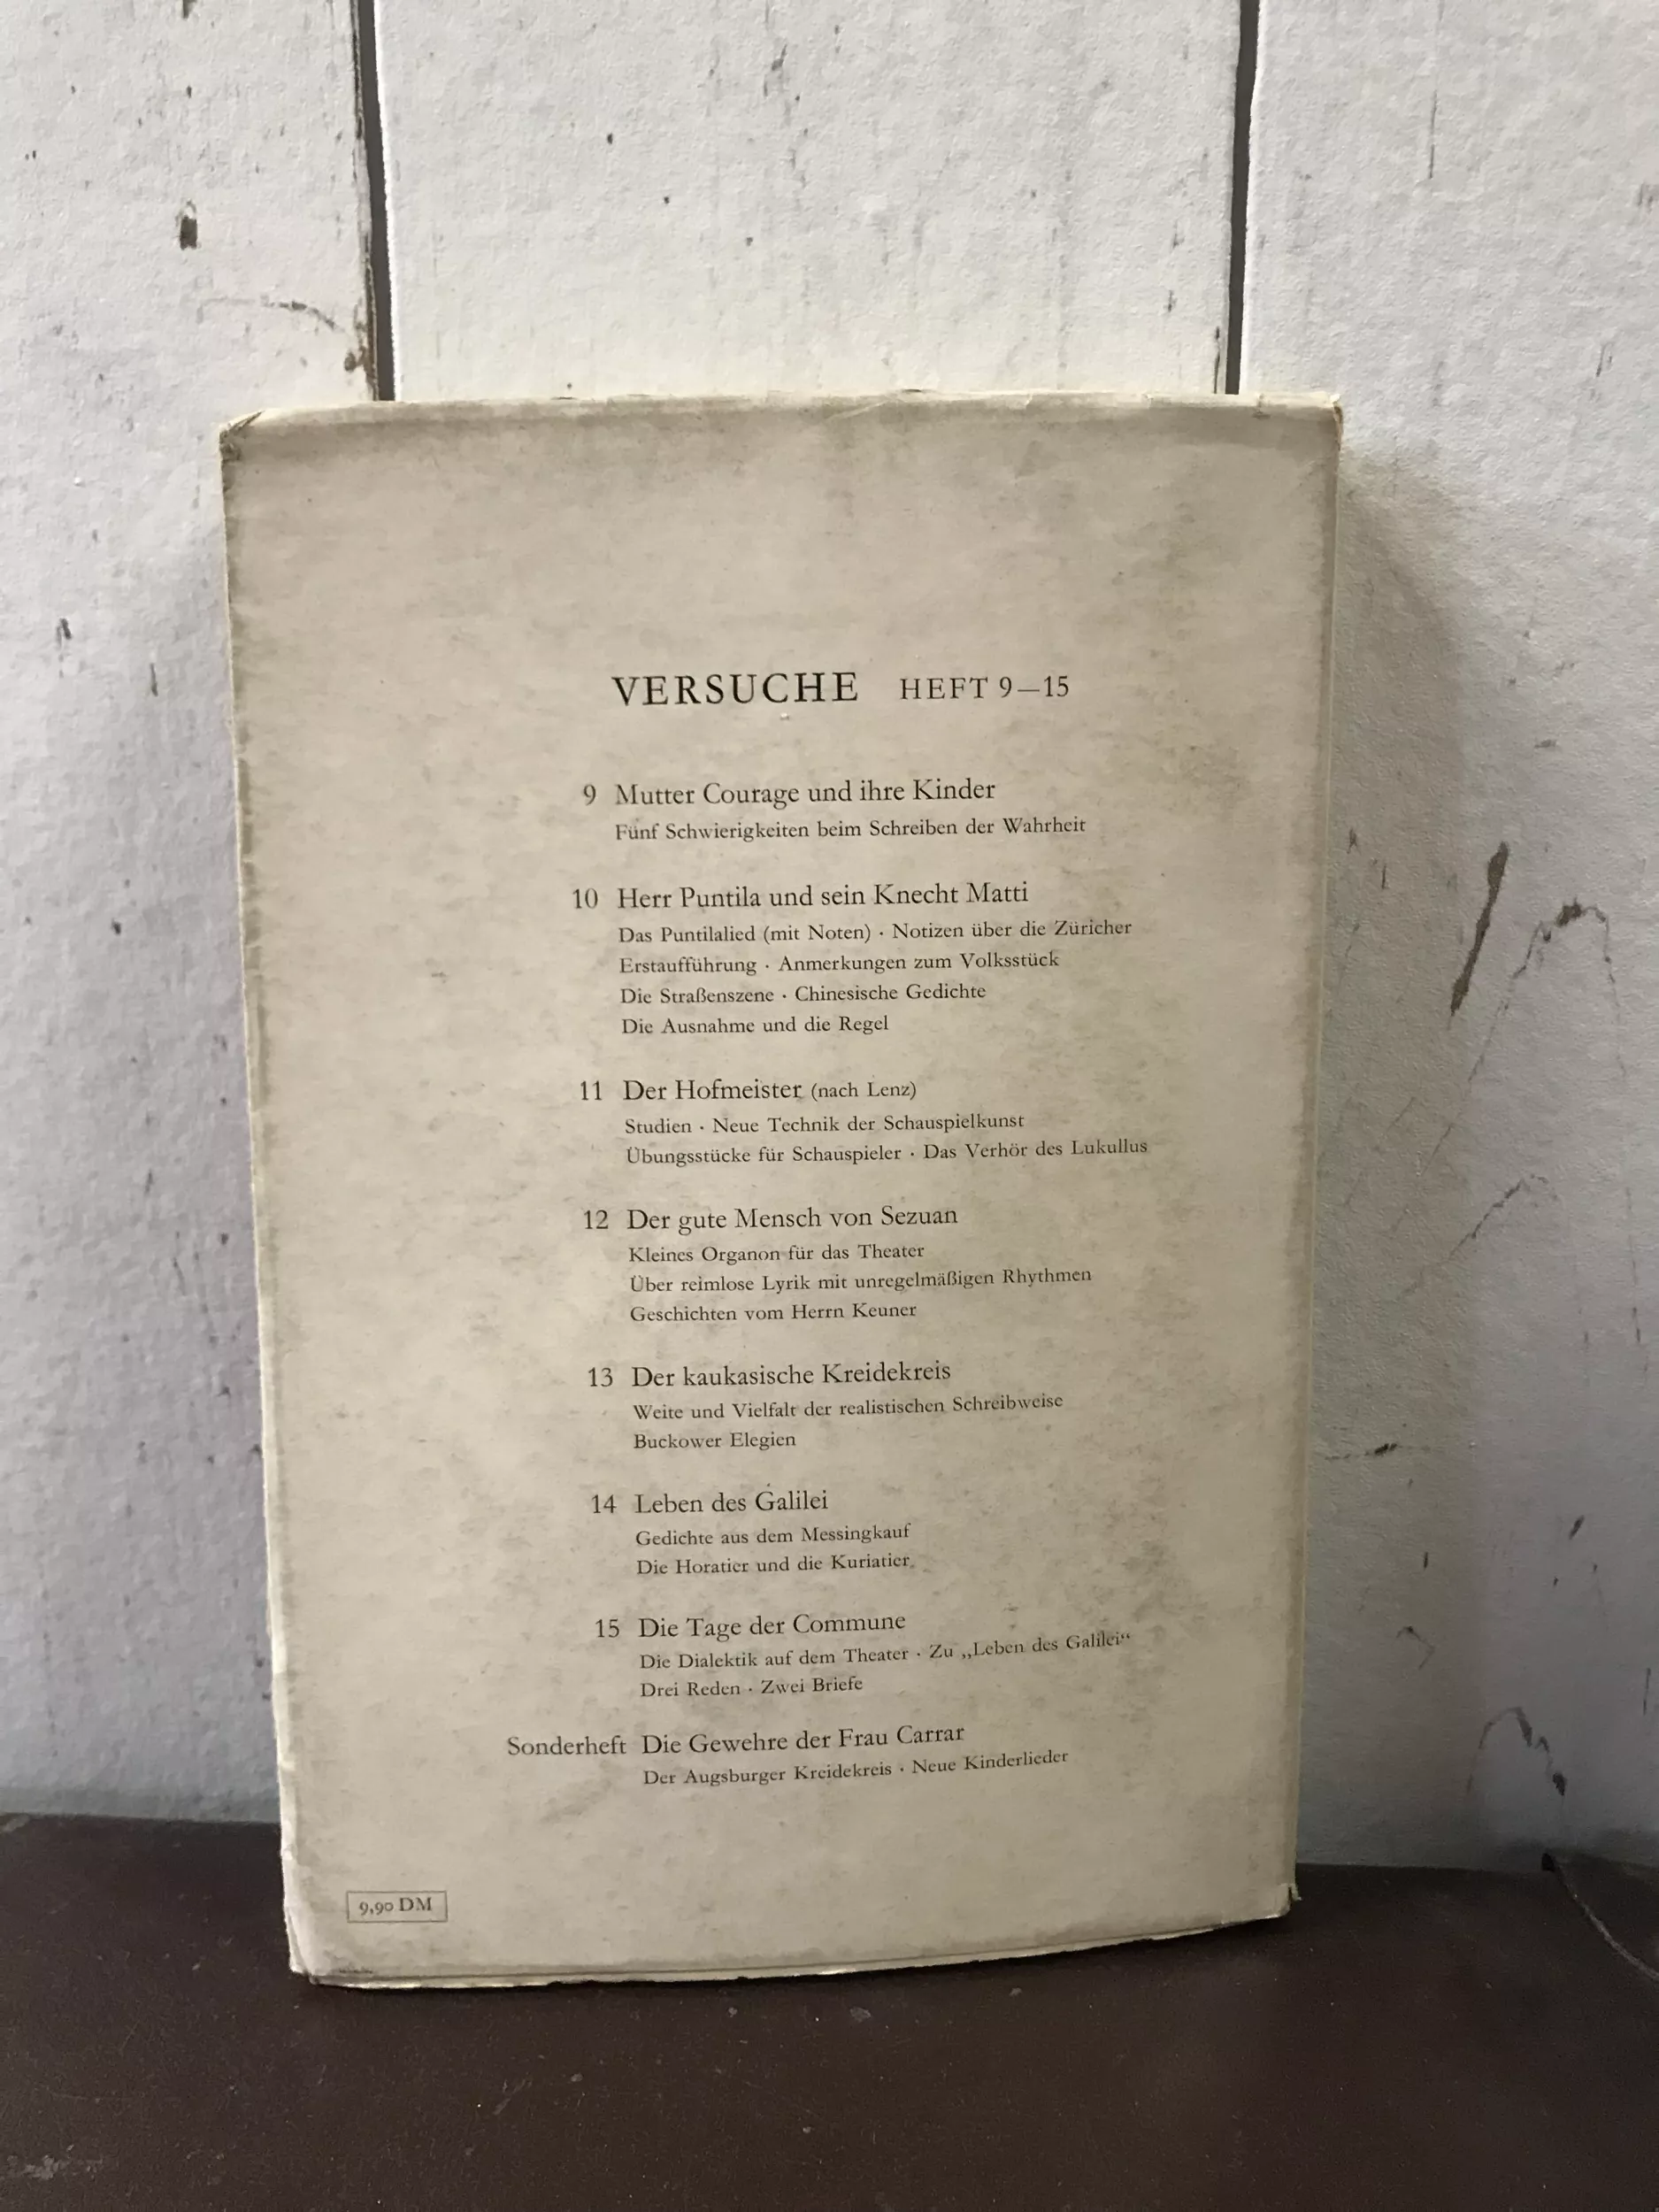 VERSUCHE HEFT 9—15
9 Mutter Courage und ihre Kinder
Fünf Schwierigkeiten beim Schreiben der Wahrheit
10 Herr Puntila und sein Knecht Matti
Das Puntilalied (mit Noten) · Notizen über die Züricher
Erstaufführung · Anmerkungen zum Volksstück
Die Straßenszene · Chinesische Gedichte
Die Ausnahme und die Regel
11 Der Hofmeister (nach Lenz)
Studien · Neue Technik der Schauspielkunst
Übungsstücke für Schauspieler · Das Verhör des Lukullus
12 Der gute Mensch von Sezuan
Kleines Organon für das Theater
Über reimlose Lyrik mit unregelmäßigen Rhythmen
Geschichten vom Herrn Keuner
13 Der kaukasische Kreidekreis
Weite und Vielfalt der realistischen Schreibweise
Buckower Elegien
14 Leben des Galilei
Gedichte aus dem Messingkauf
Die Horatier und die Kuriatier
15 Die Tage der Commune
Die Dialektik auf dem Theater · Zu „Leben des Galilei“
Drei Reden · Zwei Briefe
Sonderheft Die Gewehre der Frau Carrar
Der Augsburger Kreidekreis · Neue Kinderlieder
9,90 DM